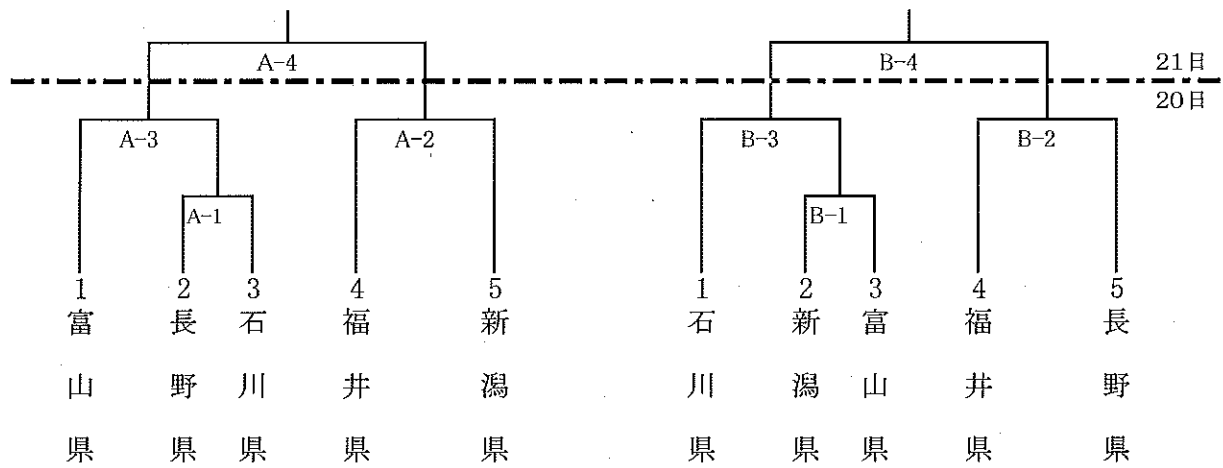 A-4 B-4 21日
20日
A-3 A-2 B-3 B-2
A-1 B-1
1 2 3 4 5 1 2 3 4 5
富山県 長野県 石川県 福井県 新潟県 石川県 新潟県 富山県 福井県 長野県